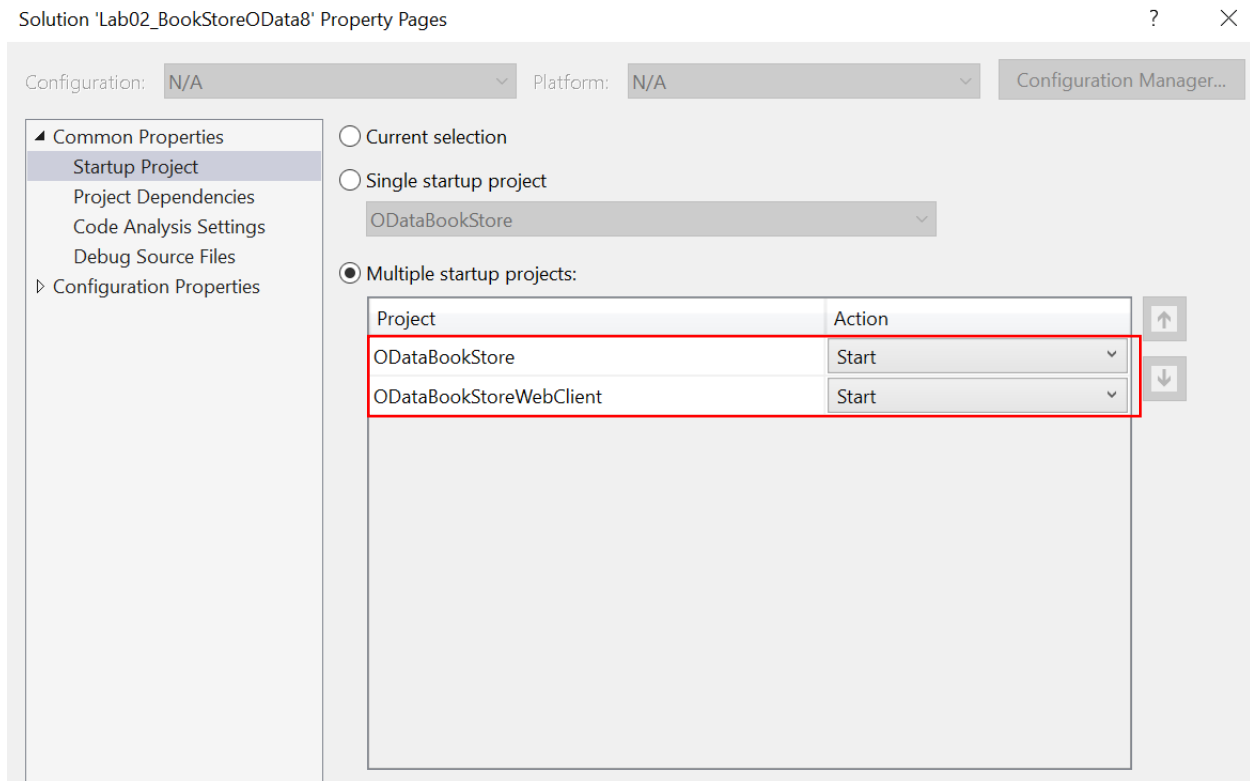 Solution 'Lab02_BookStoreOData8' Property Pages ?
Configuration: N/A Platform: N/A Configuration Manager...
Common Properties
Startup Project
Project Dependencies
Code Analysis Settings
Debug Source Files
Configuration Properties
Current selection
Single startup project
ODataBookStore
Multiple startup projects:
Project Action
ODataBookStore Start
ODataBookStoreWebClient Start